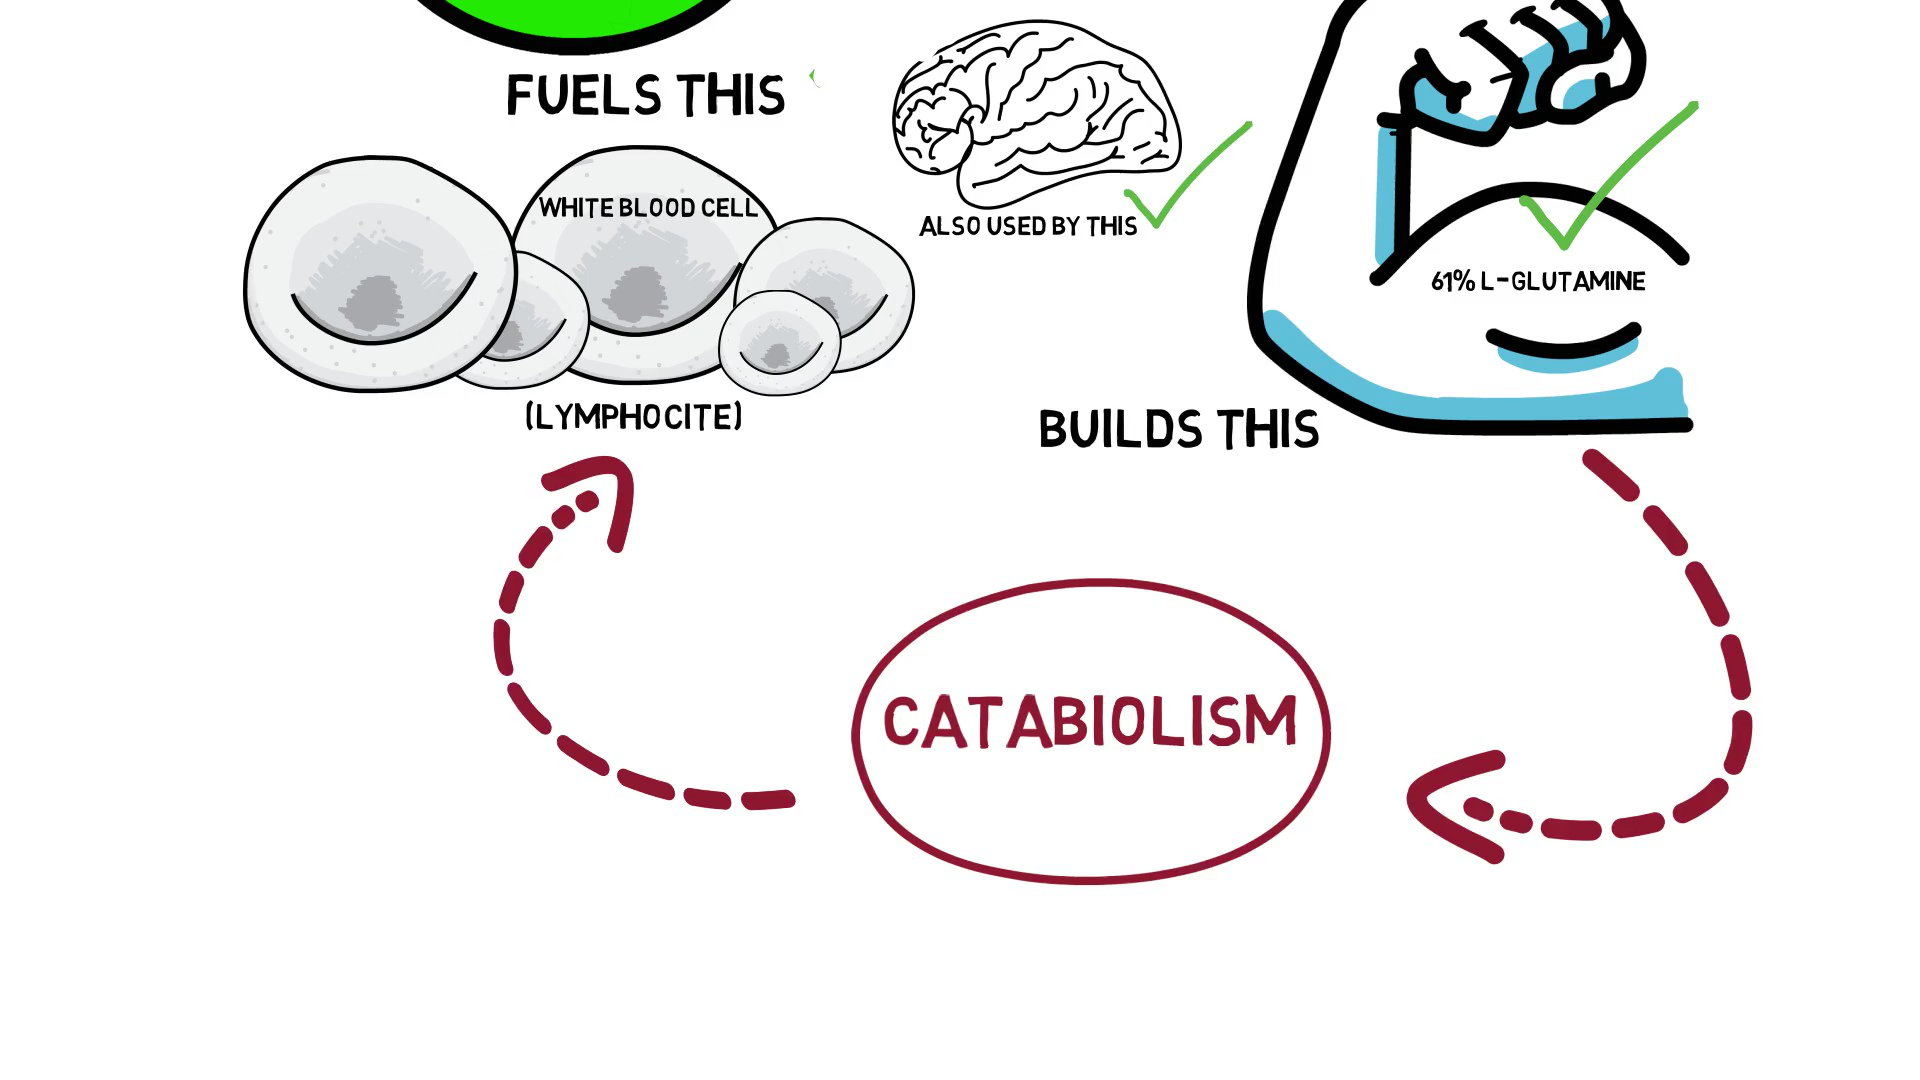 FUELS THIS
WHITE BLOOD CELL
ALSO USED BY THIS
61% L-GLUTAMINE
(LYMPHOCITE)
BUILDS THIS
CATABIOLISM